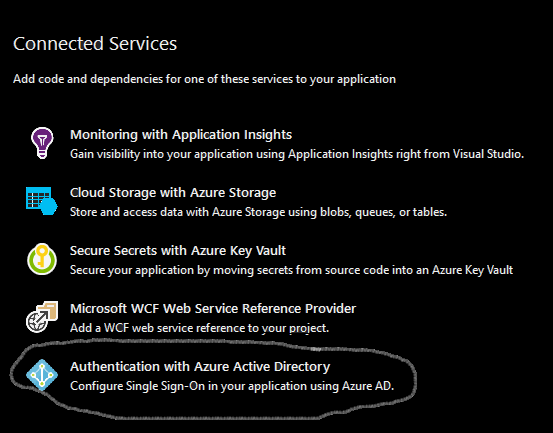 Connected Services
Add code and dependencies for one of these services to your application
Monitoring with Application Insights
Gain visibility into your application using Application Insights right from Visual Studio.
Cloud Storage with Azure Storage
Store and access data with Azure Storage using blobs, queues, or tables.
Secure Secrets with Azure Key Vault
Secure your application by moving secrets from source code into an Azure Key Vault
Microsoft WCF Web Service Reference Provider
Add a WCF web service reference to your project.
Authentication with Azure Active Directory
Configure Single Sign-On in your application using Azure AD.